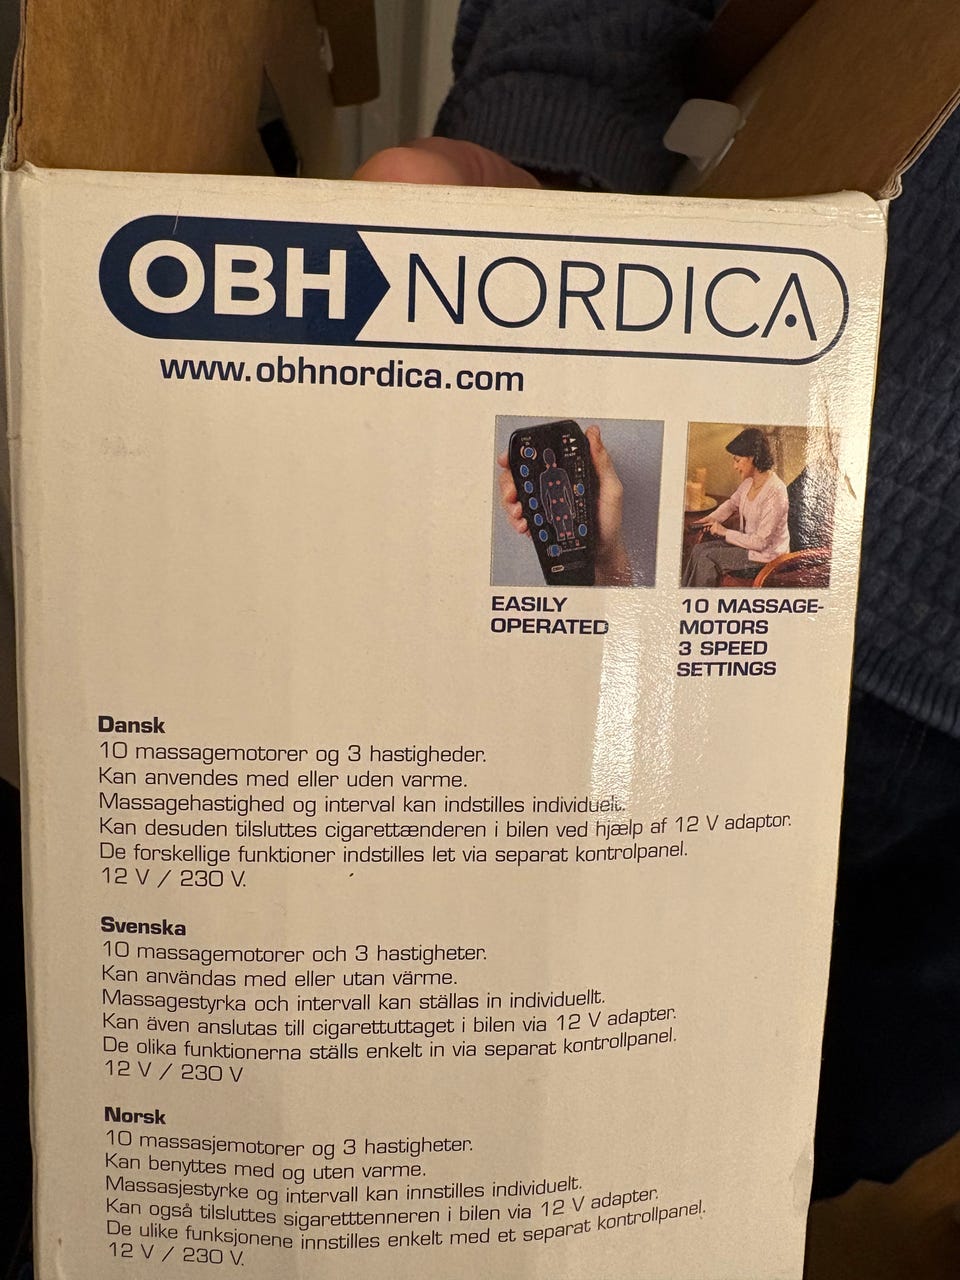 OBH NORDICA
www.obhnordica.com
EASILY
OPERATED
10 MASSAGE-
MOTORS
3 SPEED
SETTINGS
Dansk
10 massagemotorer og 3 hastigheder.
Kan anvendes med eller uden varme.
Massagehastighed og interval kan indstilles individuelt.
Kan desuden tilsluttes cigarettænderen i bilen ved hjælp af 12 V adaptor.
De forskellige funktioner indstilles let via separat kontrolpanel.
12 V / 230 V.
Svenska
10 massagemotorer och 3 hastigheter.
Kan användas med eller utan värme.
Massagestyrka och intervall kan ställas in individuellt.
Kan även anslutas till cigarettuttaget i bilen via 12 V adapter.
De olika funktionerna ställs enkelt in via separat kontrollpanel.
12 V / 230 V
Norsk
10 massasjemotorer og 3 hastigheter.
Kan benyttes med og uten varme.
Massasjestyrke og intervall kan innstilles individuelt.
Kan også tilsluttes sigaretttenneren i bilen via 12 V adapter.
De ulike funksjonene innstilles enkelt med et separat kontrollpanel.
12 V / 230 V.